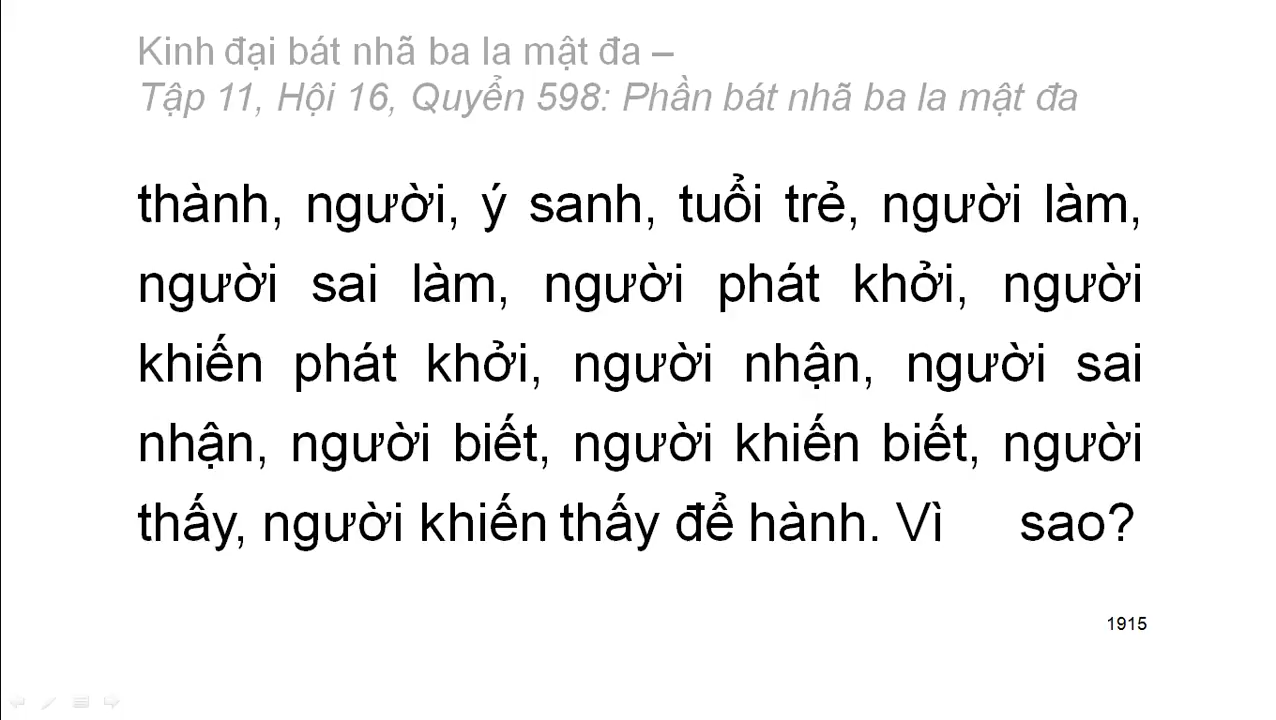 Kinh đại bát nhã ba la mật đa –
Tập 11, Hội 16, Quyển 598: Phần bát nhã ba la mật đa
thành, người, ý sanh, tuổi trẻ, người làm,
người sai làm, người phát khởi, người
khiến phát khởi, người nhận, người sai
nhận, người biết, người khiến biết, người
thấy, người khiến thấy để hành. Vì sao?
1915